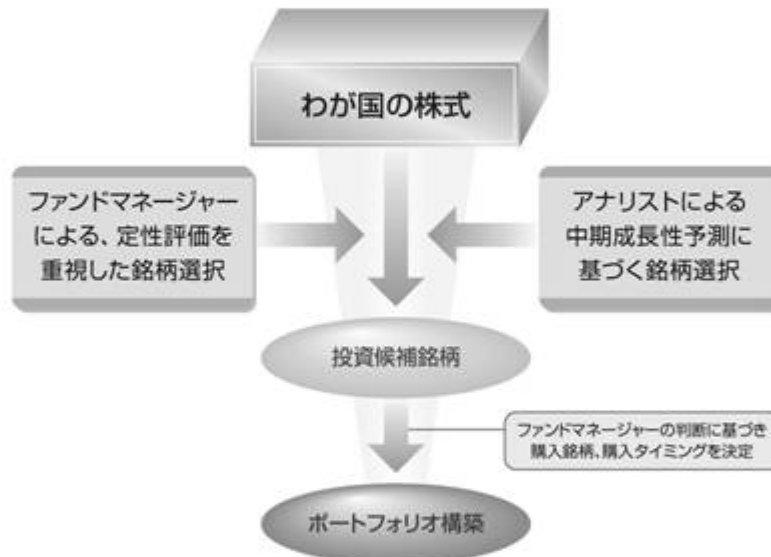 わが国の株式
ファンドマネージャー
による、定性評価を
重視した銘柄選択
アナリストによる
中期成長性予測に
基づく銘柄選択
投資候補銘柄
ファンドマネージャーの判断に基づき
購入銘柄、購入タイミングを決定
ポートフォリオ構築